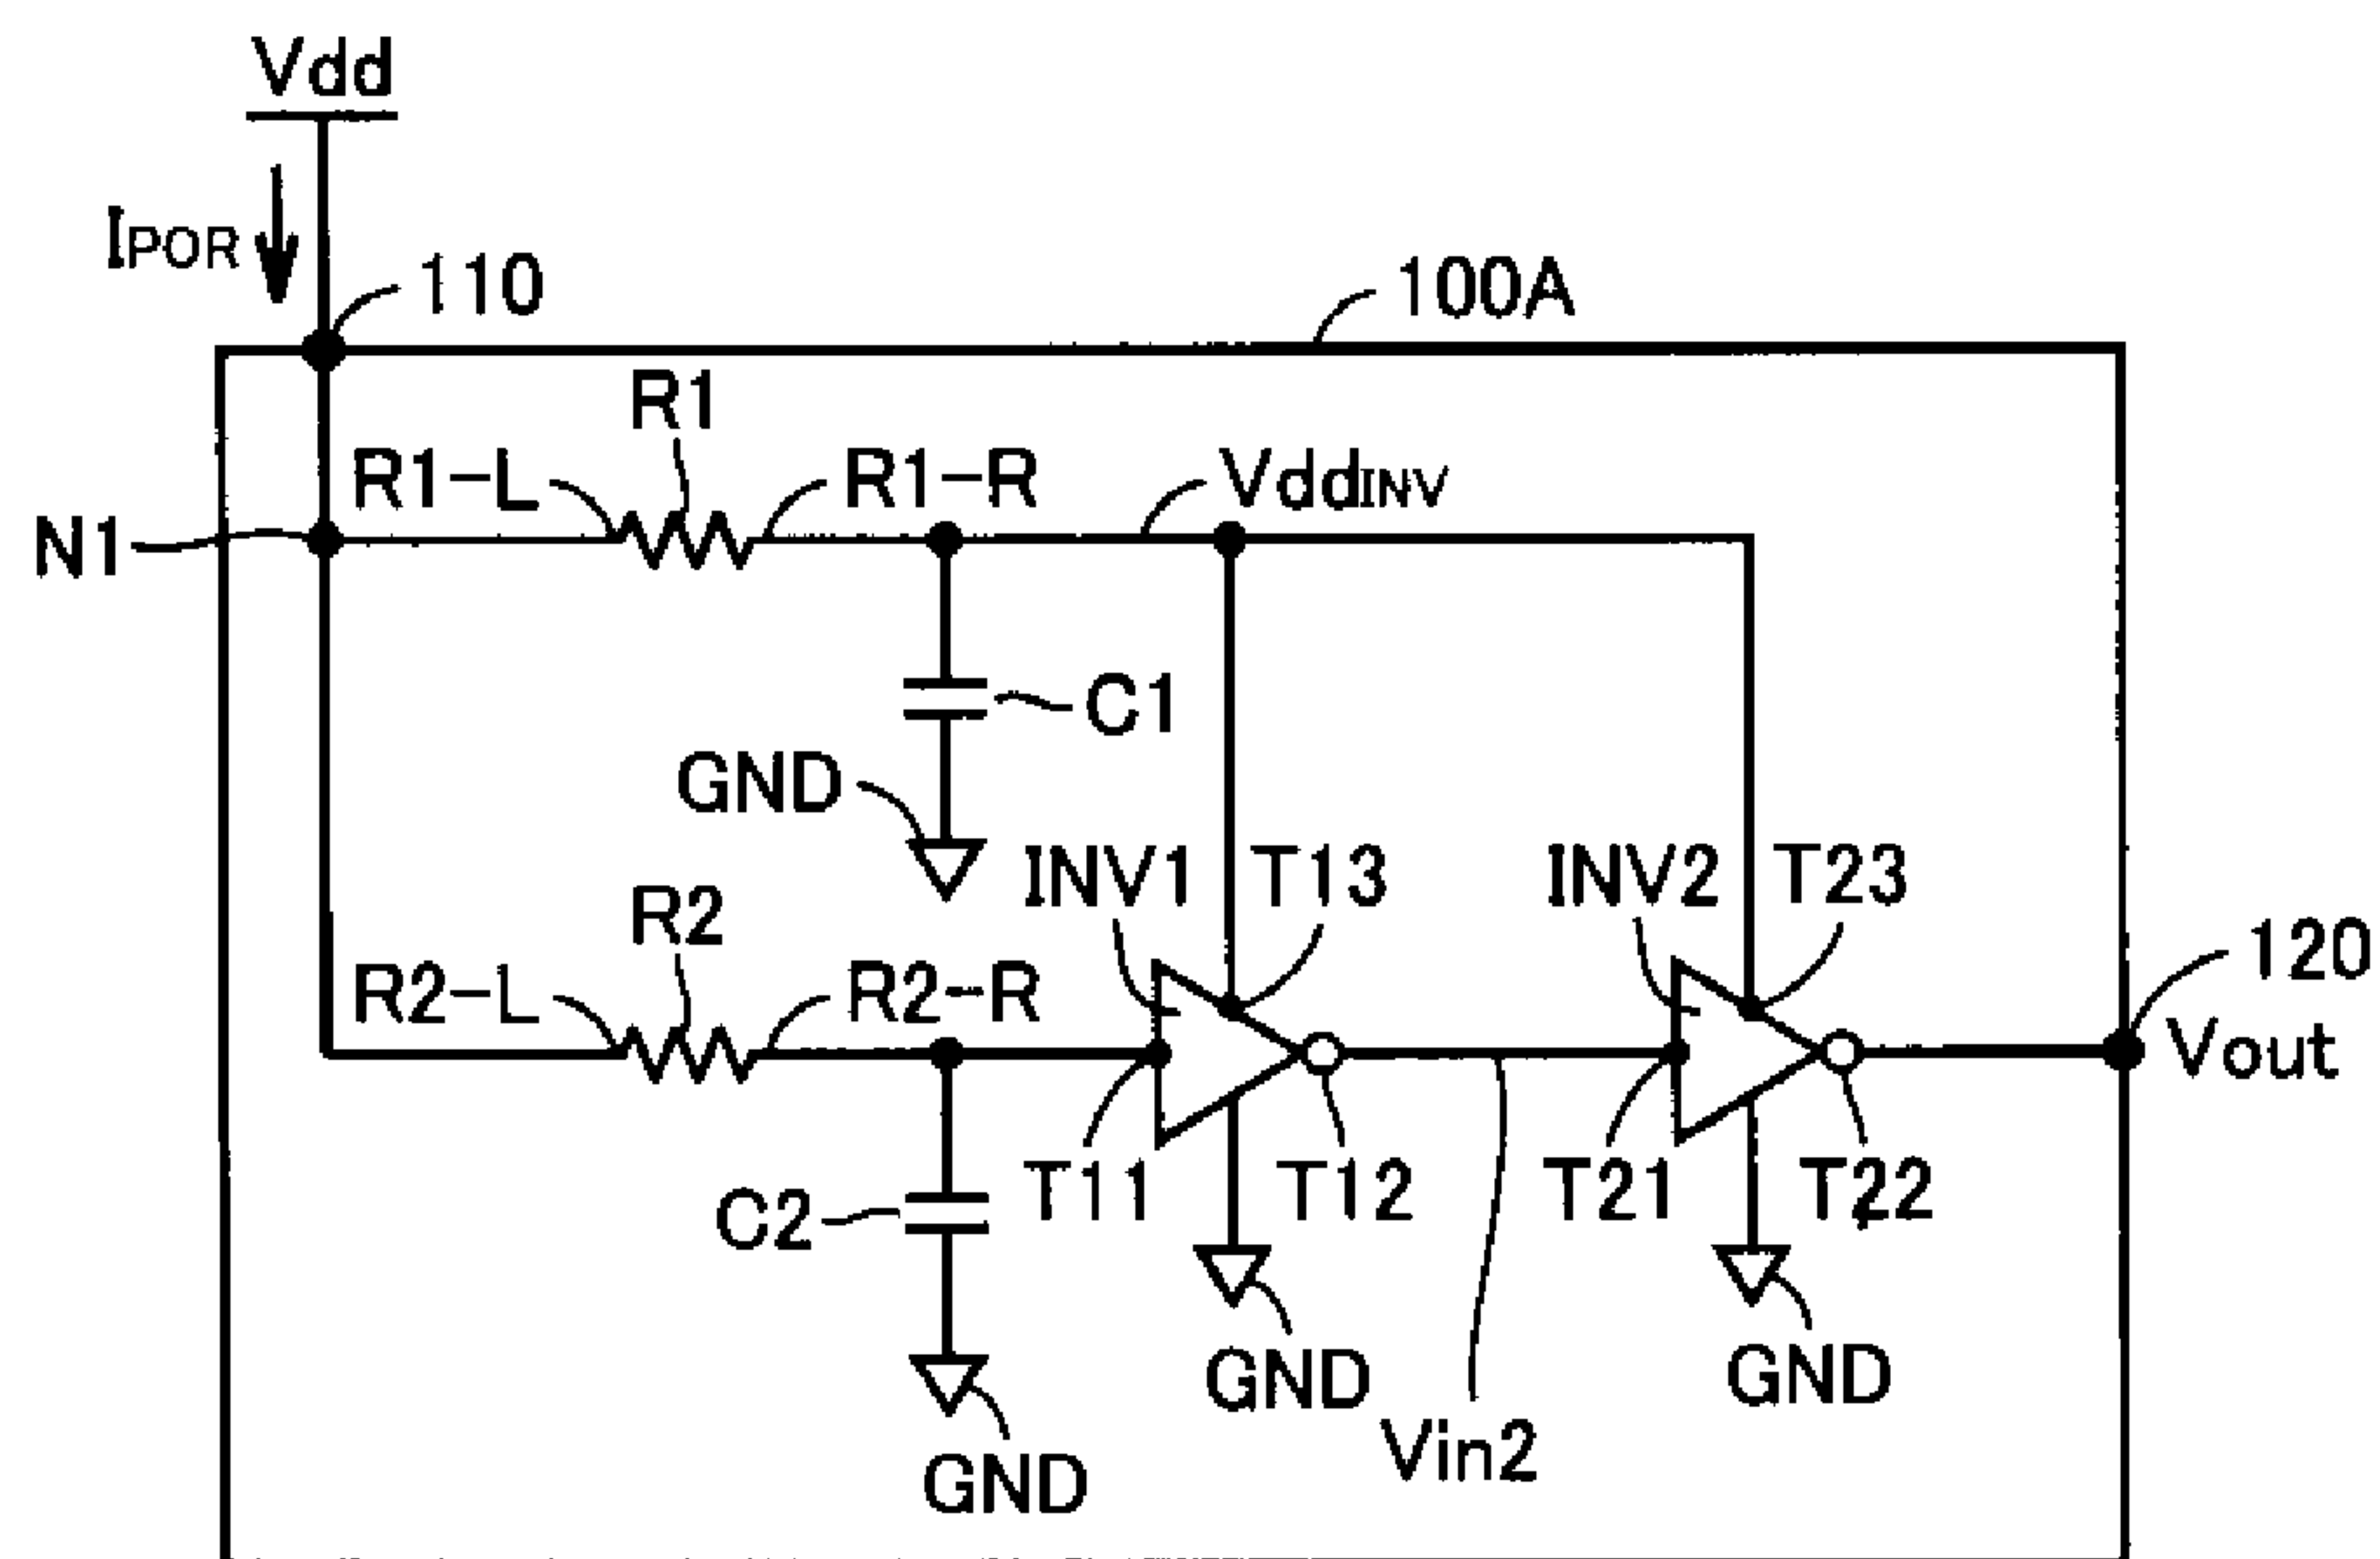 Vdd
IPOR
110
100A
R1
R1-L
R1-R
VddINV
N1
C1
GND
INV1
T13
INV2
T23
R2
R2-L
R2-R
120
Vout
C2
T11
T12
T21
T22
GND
GND
GND
Vin2